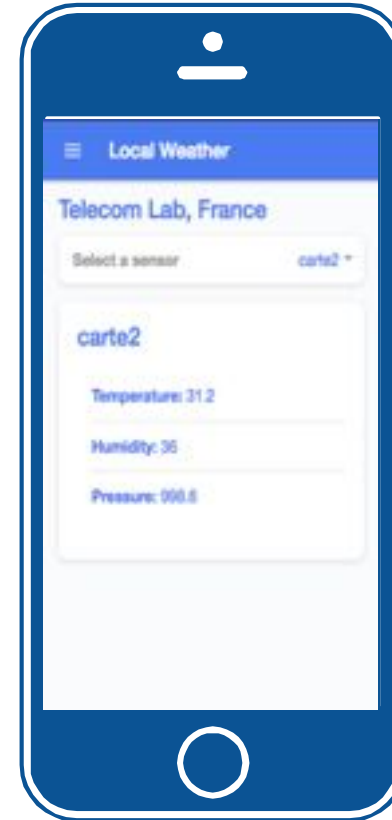 Local Weather
Telecom Lab, France
Select a sensor carte2
carte2
Temperature: 31.2
Humidity: 36
Pressure: 998.6